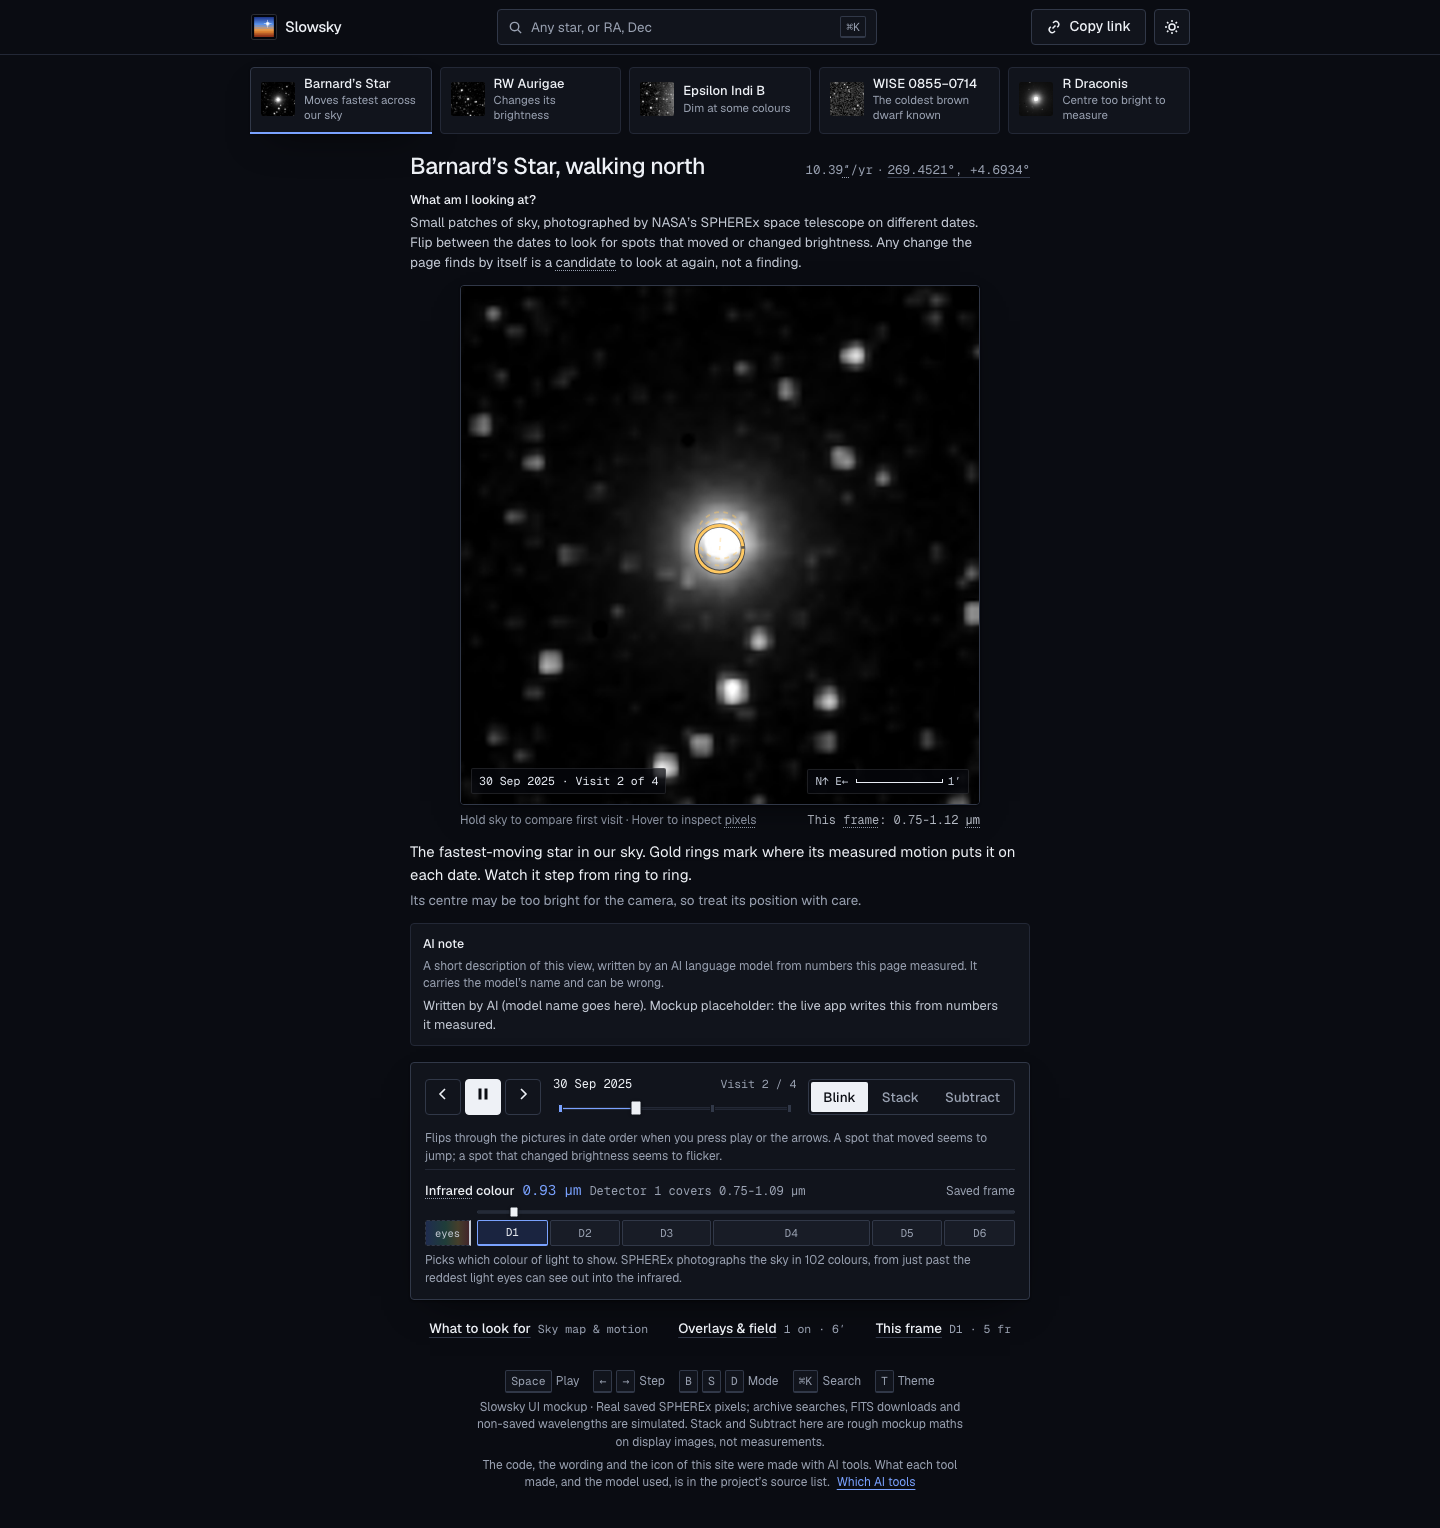 Slowsky
Any star, or RA, Dec
⌘K
Copy link
Barnard’s Star
Moves fastest across
our sky
RW Aurigae
Changes its
brightness
Epsilon Indi B
Dim at some colours
WISE 0855−0714
The coldest brown
dwarf known
R Draconis
Centre too bright to
measure
Barnard’s Star, walking north
10.39″/yr · 269.4521°, +4.6934°
What am I looking at?
Small patches of sky, photographed by NASA’s SPHEREx space telescope on different dates.
Flip between the dates to look for spots that moved or changed brightness. Any change the
page finds by itself is a candidate to look at again, not a finding.
30 Sep 2025 · Visit 2 of 4
N↑ E← 1′
Hold sky to compare first visit · Hover to inspect pixels
This frame: 0.75–1.12 µm
The fastest-moving star in our sky. Gold rings mark where its measured motion puts it on
each date. Watch it step from ring to ring.
Its centre may be too bright for the camera, so treat its position with care.
AI note
A short description of this view, written by an AI language model from numbers this page measured. It
carries the model’s name and can be wrong.
Written by AI (model name goes here). Mockup placeholder: the live app writes this from numbers
it measured.
30 Sep 2025
Visit 2 / 4
Blink
Stack
Subtract
Flips through the pictures in date order when you press play or the arrows. A spot that moved seems to
jump; a spot that changed brightness seems to flicker.
Infrared colour 0.93 µm Detector 1 covers 0.75–1.09 µm
Saved frame
eyes
D1
D2
D3
D4
D5
D6
Picks which colour of light to show. SPHEREx photographs the sky in 102 colours, from just past the
reddest light eyes can see out into the infrared.
What to look for Sky map & motion
Overlays & field 1 on · 6′
This frame D1 · 5 fr
Space Play ← → Step B S D Mode ⌘K Search T Theme
Slowsky UI mockup · Real saved SPHEREx pixels; archive searches, FITS downloads and
non-saved wavelengths are simulated. Stack and Subtract here are rough mockup maths
on display images, not measurements.
The code, the wording and the icon of this site were made with AI tools. What each tool
made, and the model used, is in the project’s source list. Which AI tools